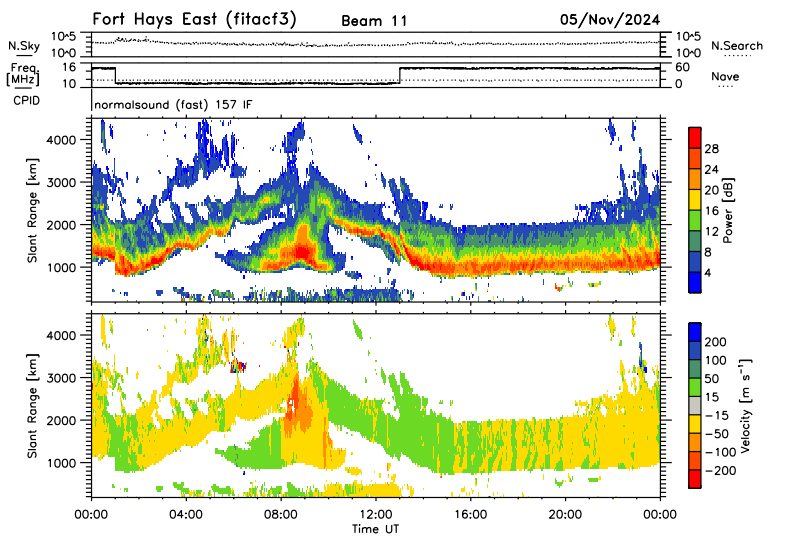 Fort Hays East (fitacf3) Beam 11 05/Nov/2024
N.Sky 10^5 10^0 10^5 10^0 N.Search
Freq. [MHz] 16 10 60 0 Nave
CPID normalsound (fast) 157 IF
Slant Range [km]
4000
3000
2000
1000
Power [dB]
28
24
20
16
12
8
4
Slant Range [km]
4000
3000
2000
1000
Velocity [m s⁻¹]
200
100
50
15
−15
−50
−100
−200
00:00 04:00 08:00 12:00 16:00 20:00 00:00
Time UT